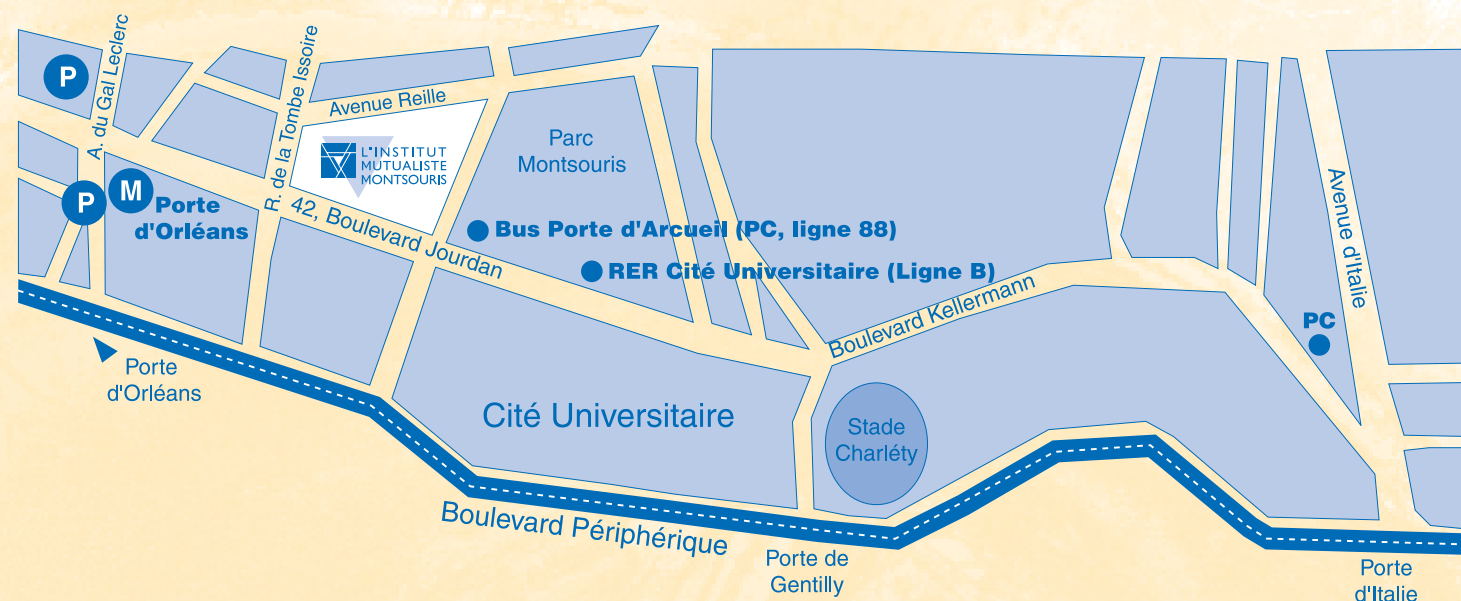 A. du Gal Leclerc
R. de la Tombe Issoire
P
Avenue Reille
L'INSTITUT
MUTUALISTE
MONTSOURIS
Parc
Montsouris
P
M
Porte
d'Orléans
42, Boulevard Jourdan
Bus Porte d'Arcueil (PC, ligne 88)
RER Cité Universitaire (Ligne B)
Avenue d'Italie
Boulevard Kellermann
PC
Porte
d'Orléans
Cité Universitaire
Stade
Charléty
Boulevard Périphérique
Porte de
Gentilly
Porte
d'Italie